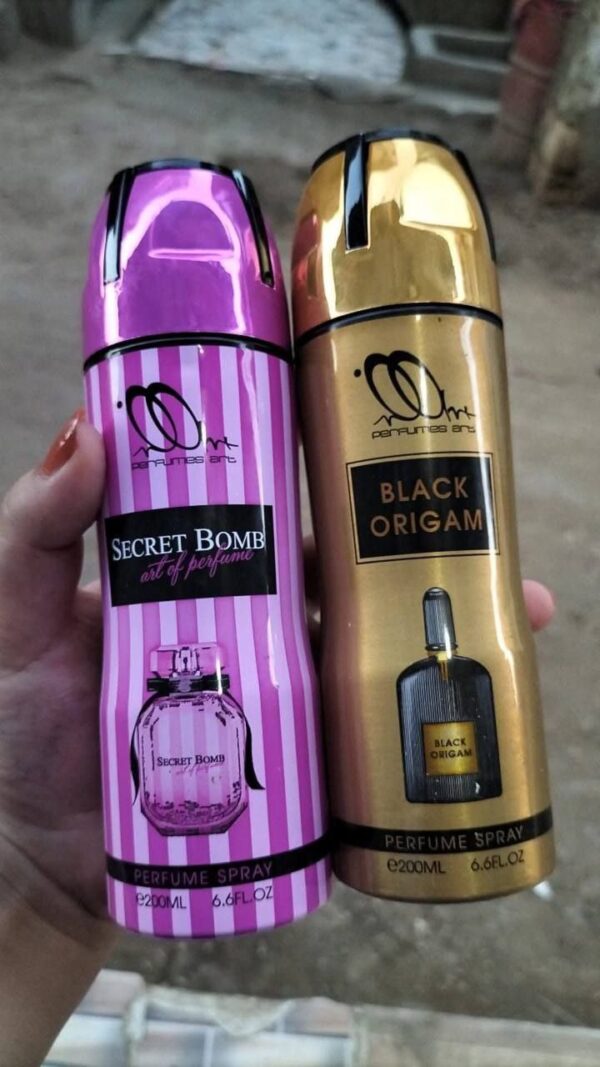 perfumes art
SECRET BOMB
art of perfume
SECRET BOMB
PERFUME SPRAY
e200ML 6.6FL.OZ
perfumes art
BLACK
ORIGAM
BLACK
ORIGAM
PERFUME SPRAY
e200ML 6.6FL.OZ